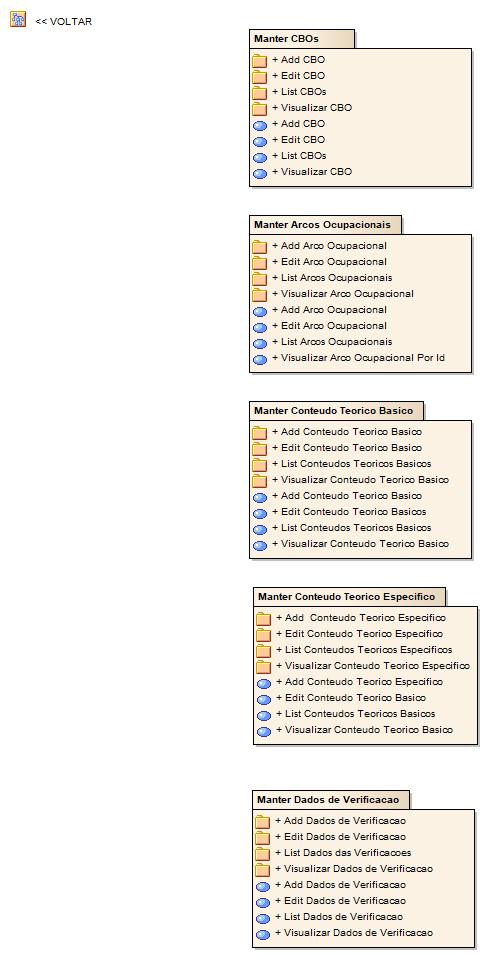 << VOLTAR
Manter CBOs
+ Add CBO
+ Edit CBO
+ List CBOs
+ Visualizar CBO
+ Add CBO
+ Edit CBO
+ List CBOs
+ Visualizar CBO
Manter Arcos Ocupacionais
+ Add Arco Ocupacional
+ Edit Arco Ocupacional
+ List Arcos Ocupacionais
+ Visualizar Arco Ocupacional
+ Add Arco Ocupacional
+ Edit Arco Ocupacional
+ List Arcos Ocupacionais
+ Visualizar Arco Ocupacional Por Id
Manter Conteudo Teorico Basico
+ Add Conteudo Teorico Basico
+ Edit Conteudo Teorico Basico
+ List Conteudos Teoricos Basicos
+ Visualizar Conteudo Teorico Basico
+ Add Conteudo Teorico Basico
+ Edit Conteudo Teorico Basicos
+ List Conteudos Teoricos Basicos
+ Visualizar Conteudo Teorico Basico
Manter Conteudo Teorico Especifico
+ Add  Conteudo Teorico Especifico
+ Edit Conteudo Teorico Especifico
+ List Conteudos Teoricos Especificos
+ Visualizar Conteudo Teorico Especifico
+ Add Conteudo Teorico Especifico
+ Edit Conteudo Teorico Basico
+ List Conteudos Teoricos Basicos
+ Visualizar Conteudo Teorico Basico
Manter Dados de Verificacao
+ Add Dados de Verificacao
+ Edit Dados de Verificacao
+ List Dados das Verificacoes
+ Visualizar Dados de Verificacao
+ Add Dados de Verificacao
+ Edit Dados de Verificacao
+ List Dados de Verificacao
+ Visualizar Dados de Verificacao